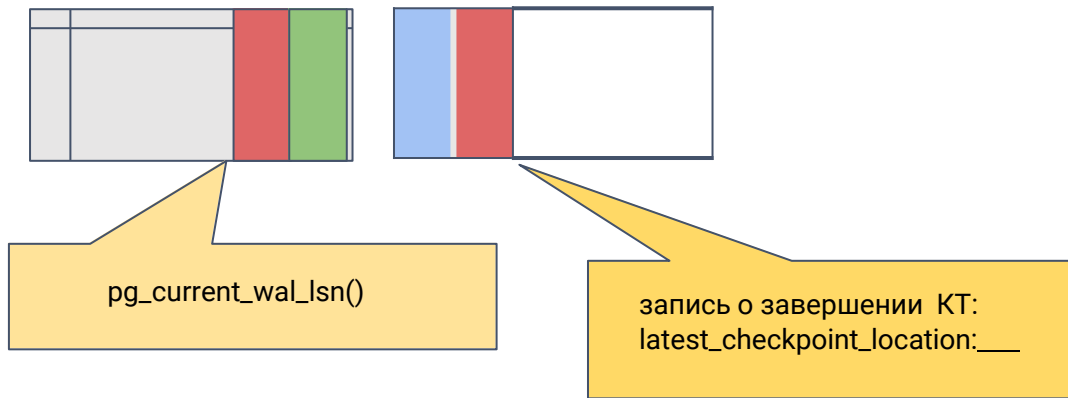 pg_current_wal_lsn()
запись о завершении КТ:
latest_checkpoint_location:___